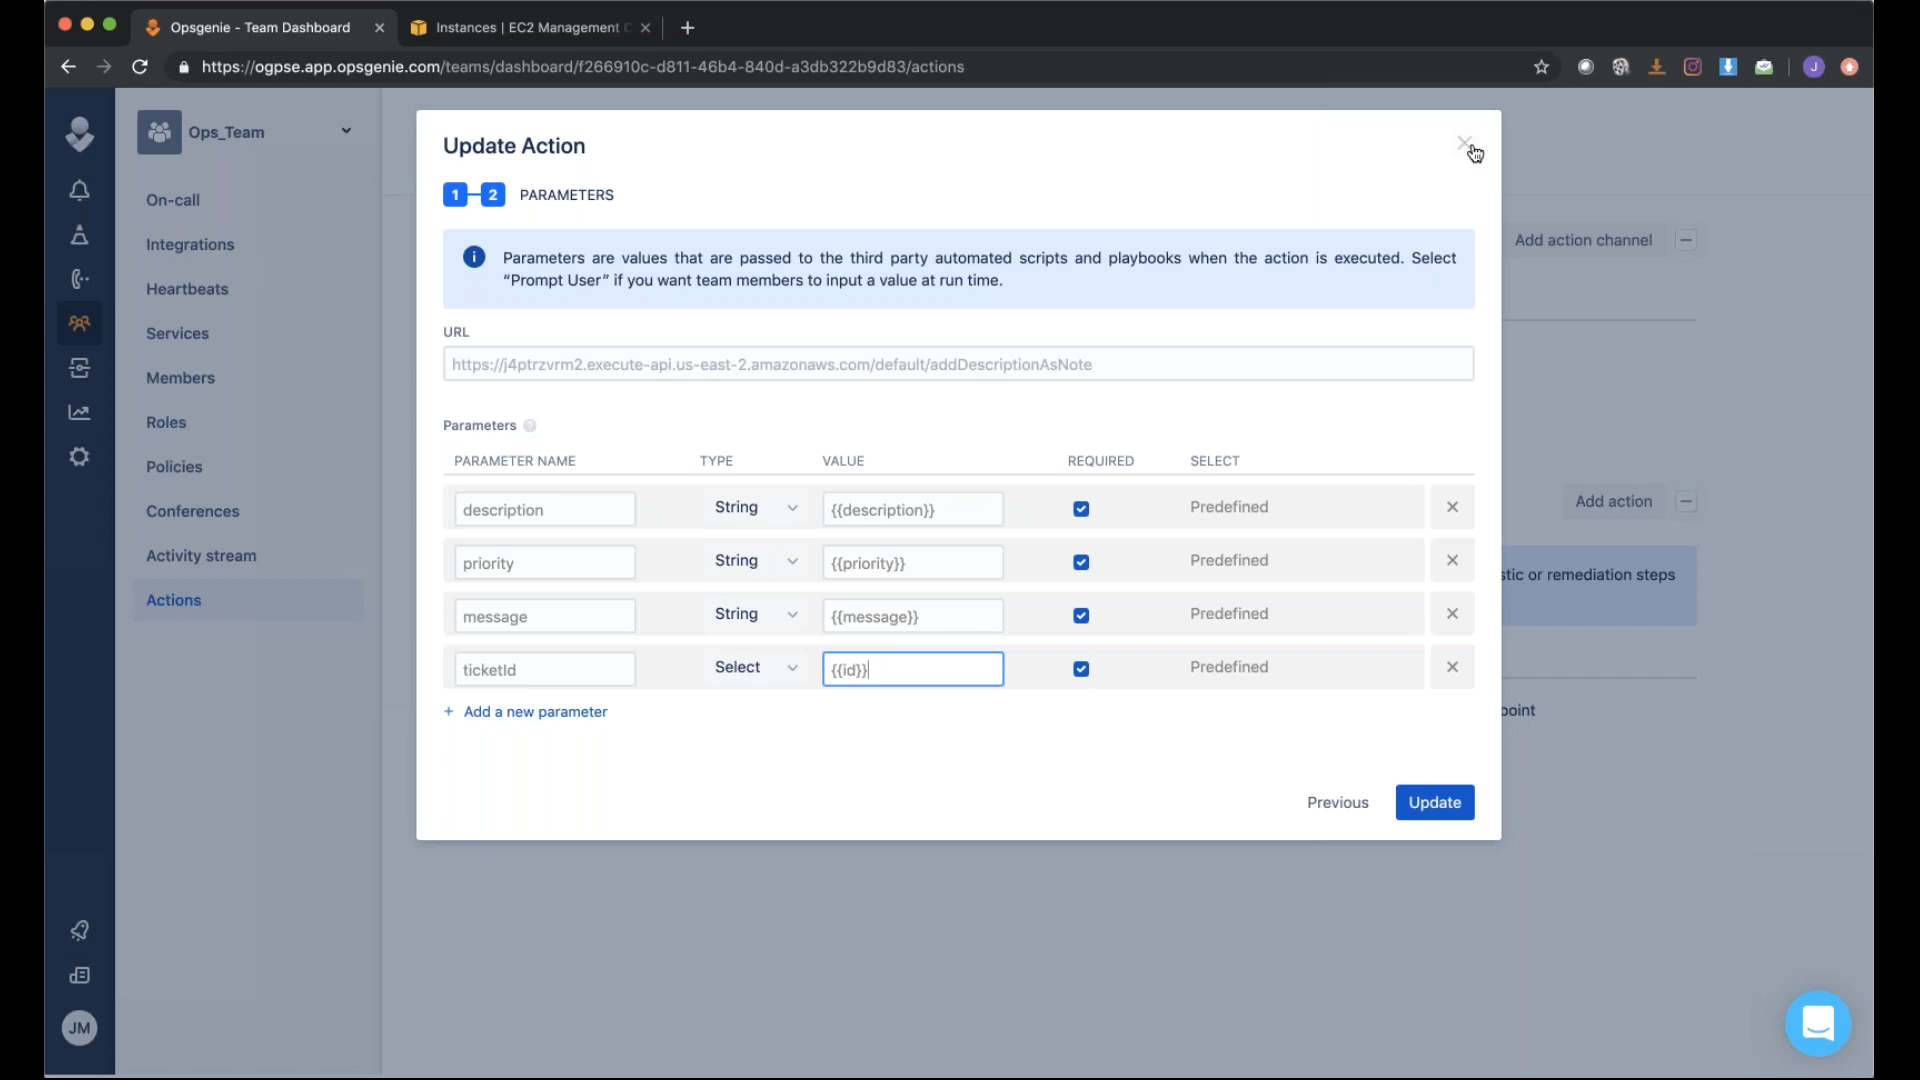 Opsgenie - Team Dashboard
Instances | EC2 Management
https://ogpse.app.opsgenie.com/teams/dashboard/f266910c-d811-46b4-840d-a3db322b9d83/actions
J
Ops_Team
On-call
Integrations
Heartbeats
Services
Members
Roles
Policies
Conferences
Activity stream
Actions
JM
Update Action
1 2 PARAMETERS
Parameters are values that are passed to the third party automated scripts and playbooks when the action is executed. Select
“Prompt User” if you want team members to input a value at run time.
URL
https://j4ptrzvrm2.execute-api.us-east-2.amazonaws.com/default/addDescriptionAsNote
Parameters
PARAMETER NAME TYPE VALUE REQUIRED SELECT
description String {{description}} Predefined
priority String {{priority}} Predefined
message String {{message}} Predefined
ticketId Select {{id}} Predefined
+ Add a new parameter
Previous Update
Add action channel
Add action
stic or remediation steps
point